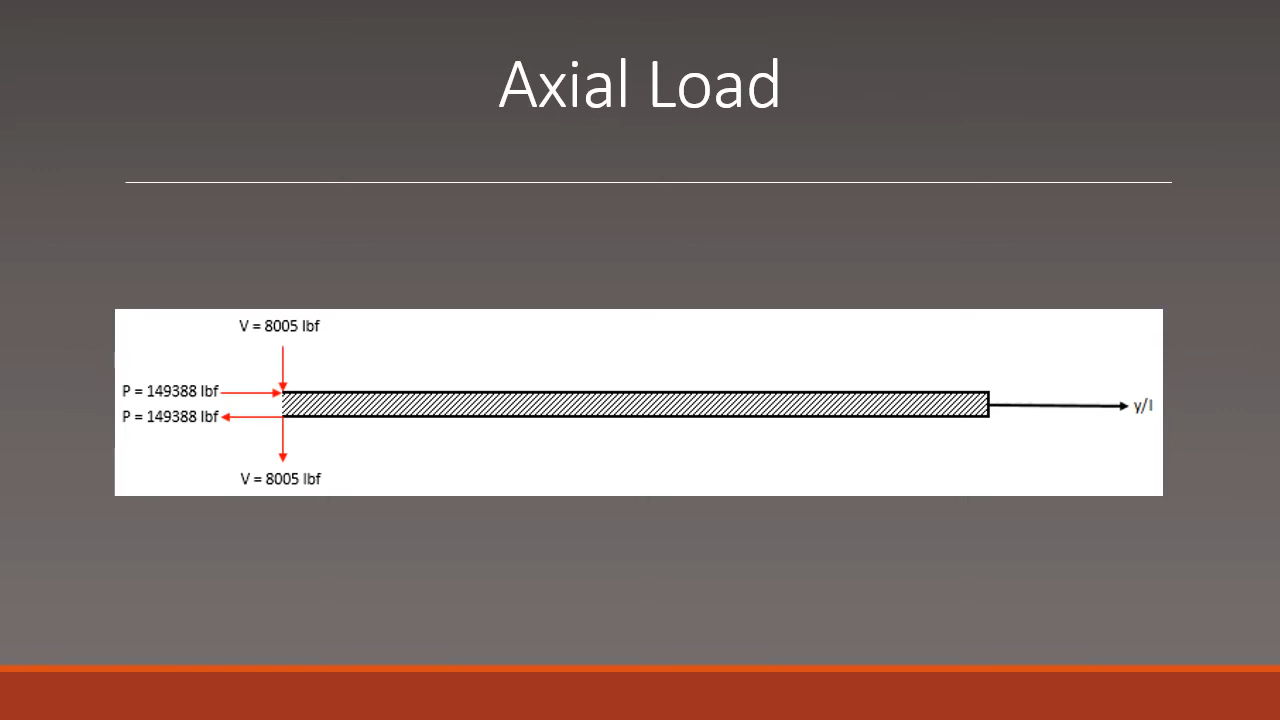 Axial Load
V = 8005 lbf
P = 149388 lbf
P = 149388 lbf
y/l
V = 8005 lbf